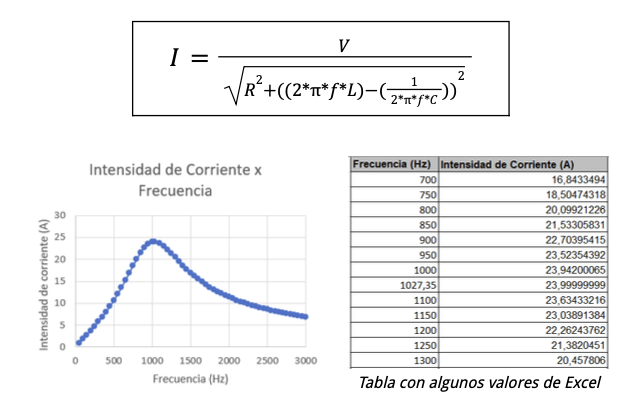 I = V / √R²+((2*π*f*L)−(1/2*π*f*C))²
Intensidad de Corriente x
Frecuencia
Intensidad de corriente (A)
30
25
20
15
10
5
0
0 500 1000 1500 2000 2500 3000
Frecuencia (Hz)
Frecuencia (Hz) Intensidad de Corriente (A)
700 16,8433494
750 18,50474318
800 20,09921226
850 21,53305831
900 22,70395415
950 23,52354392
1000 23,94200065
1027,35 23,99999999
1100 23,63433216
1150 23,03891384
1200 22,26243762
1250 21,3820451
1300 20,457806
Tabla con algunos valores de Excel